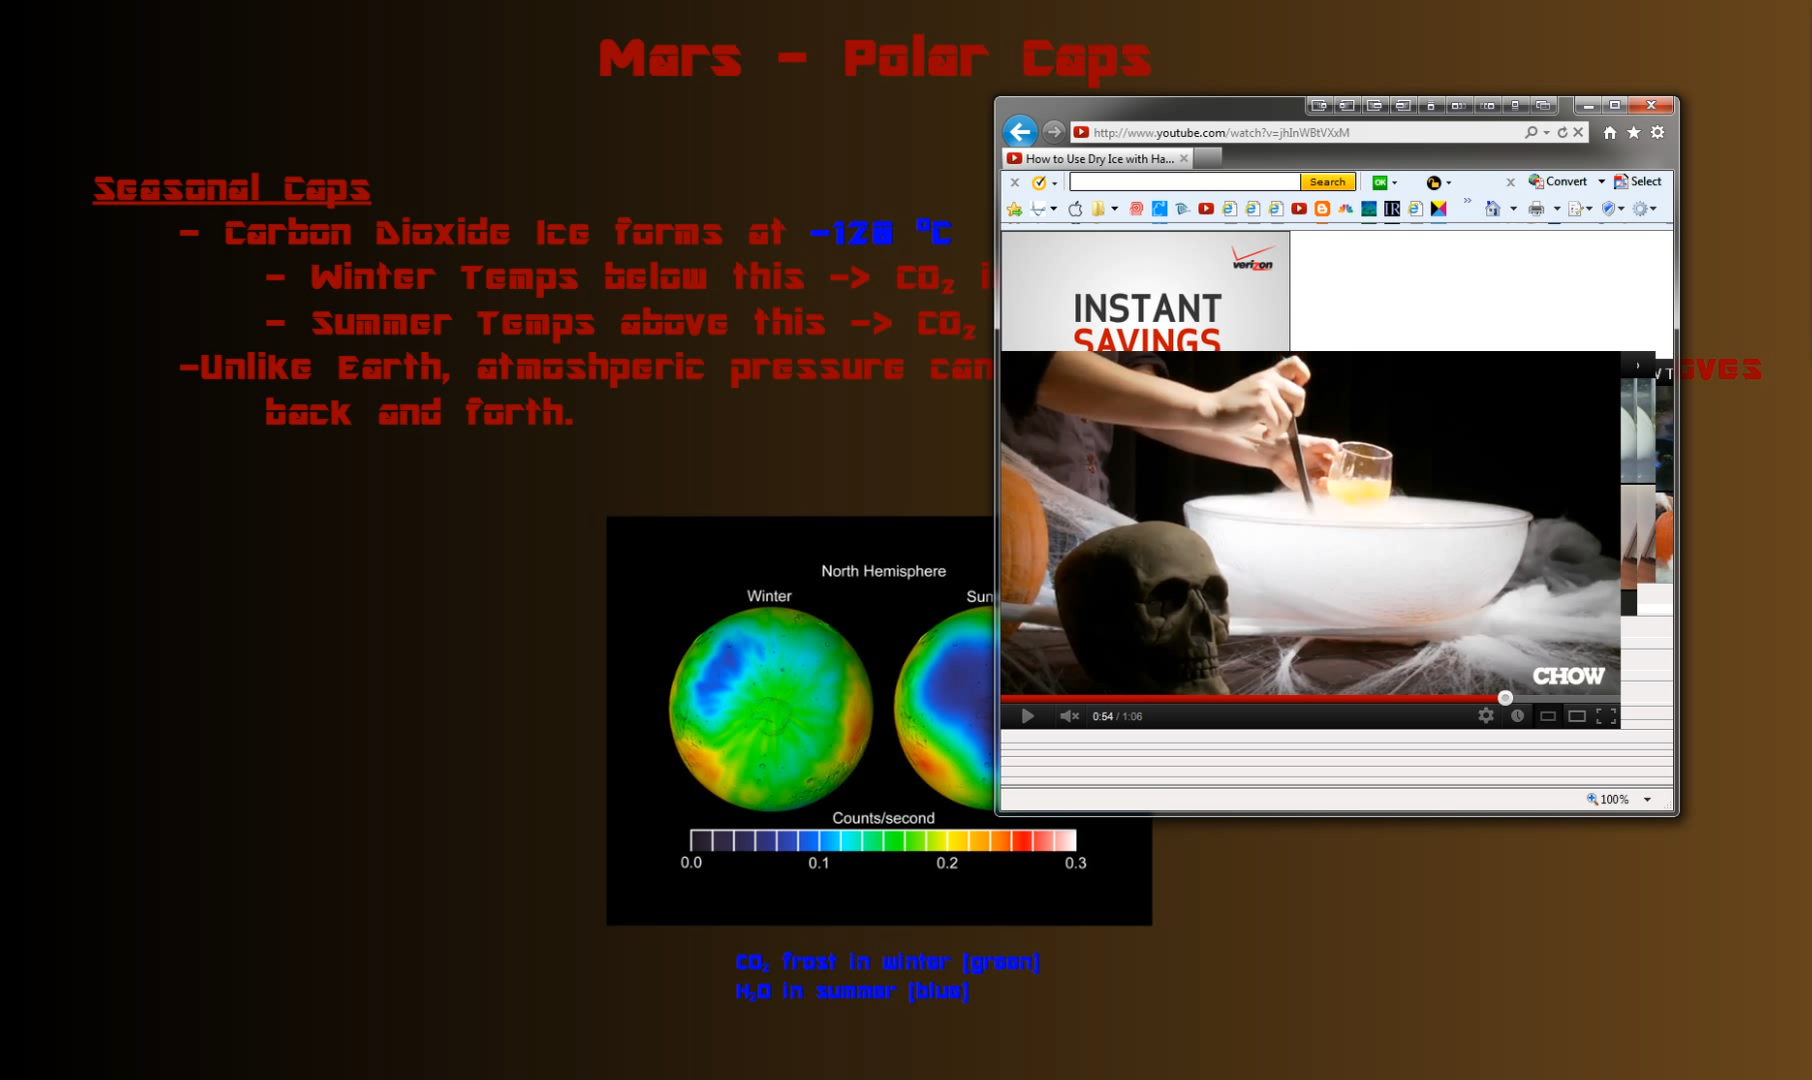 Mars - Polar Caps
Seasonal Caps
- Carbon Dioxide Ice forms at -128 °C
- Winter Temps below this -> CO₂ i
- Summer Temps above this -> CO₂
-Unlike Earth, atmoshperic pressure can
oves
back and forth.
http://www.youtube.com/watch?v=jhInWBtVXxM
How to Use Dry Ice with Ha...
Search
OK
Convert
Select
IR
verizon
INSTANT
SAVINGS
W T
CHOW
0:54 / 1:06
100%
North Hemisphere
Winter
Sun
Counts/second
0.0 0.1 0.2 0.3
CO₂ frost in winter (green)
H₂O in summer (blue)